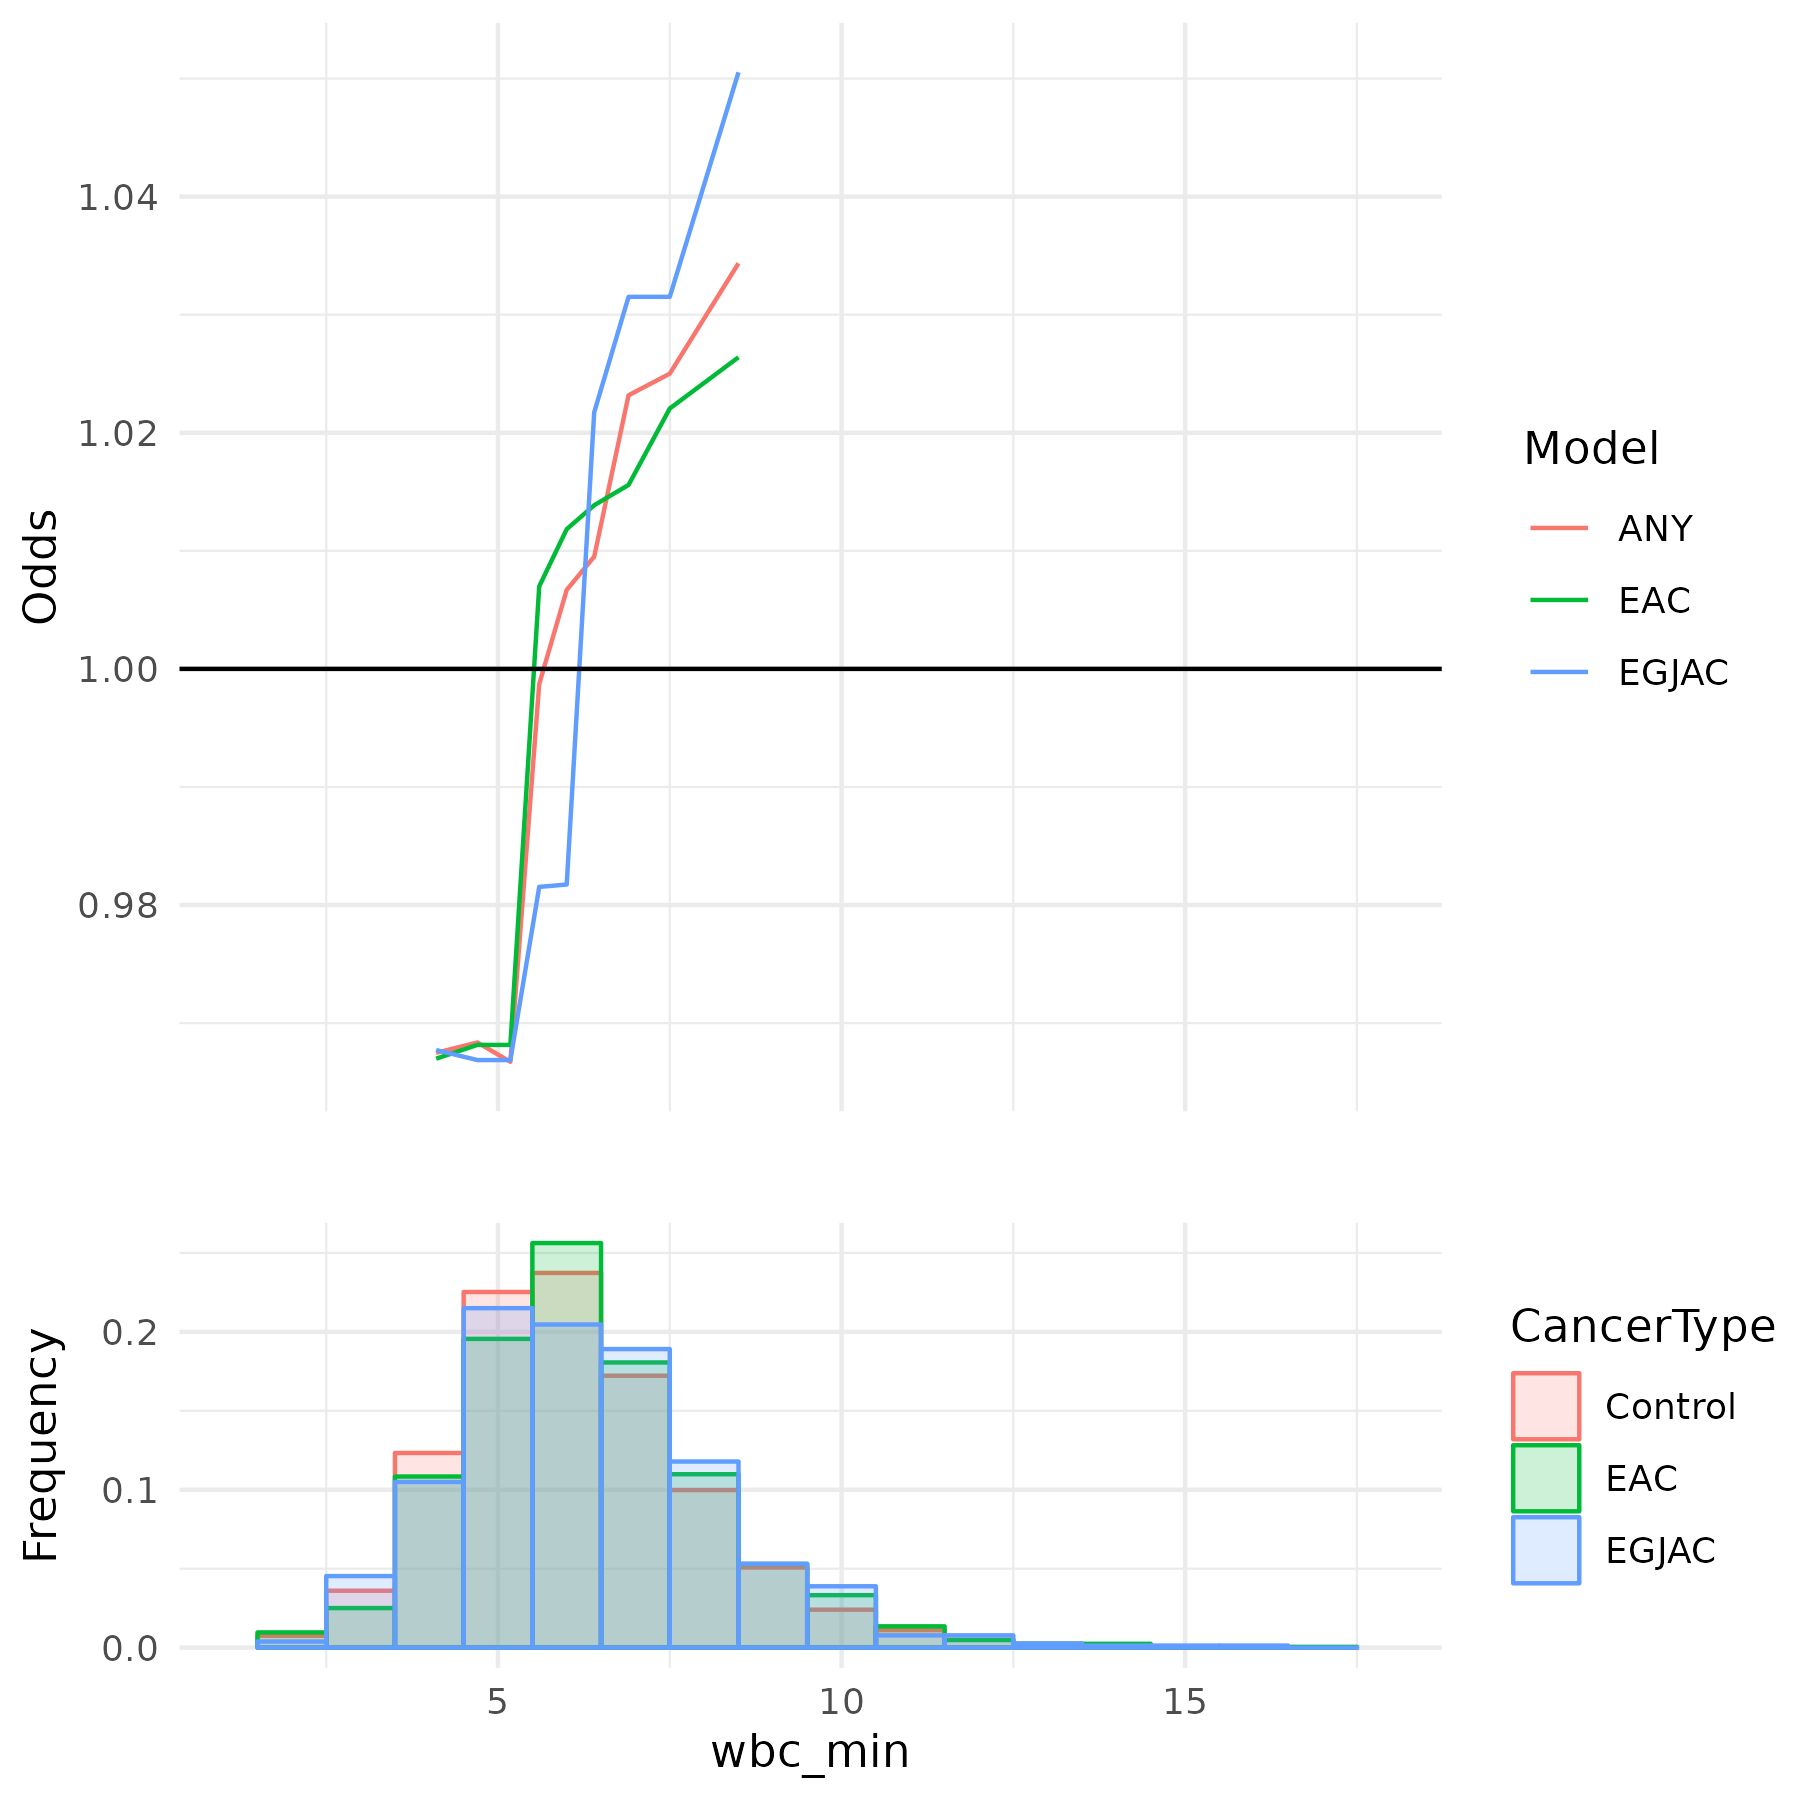 1.04
1.02
1.00
0.98
Odds
Model
ANY
EAC
EGJAC
0.2
0.1
0.0
Frequency
5
10
15
wbc_min
CancerType
Control
EAC
EGJAC